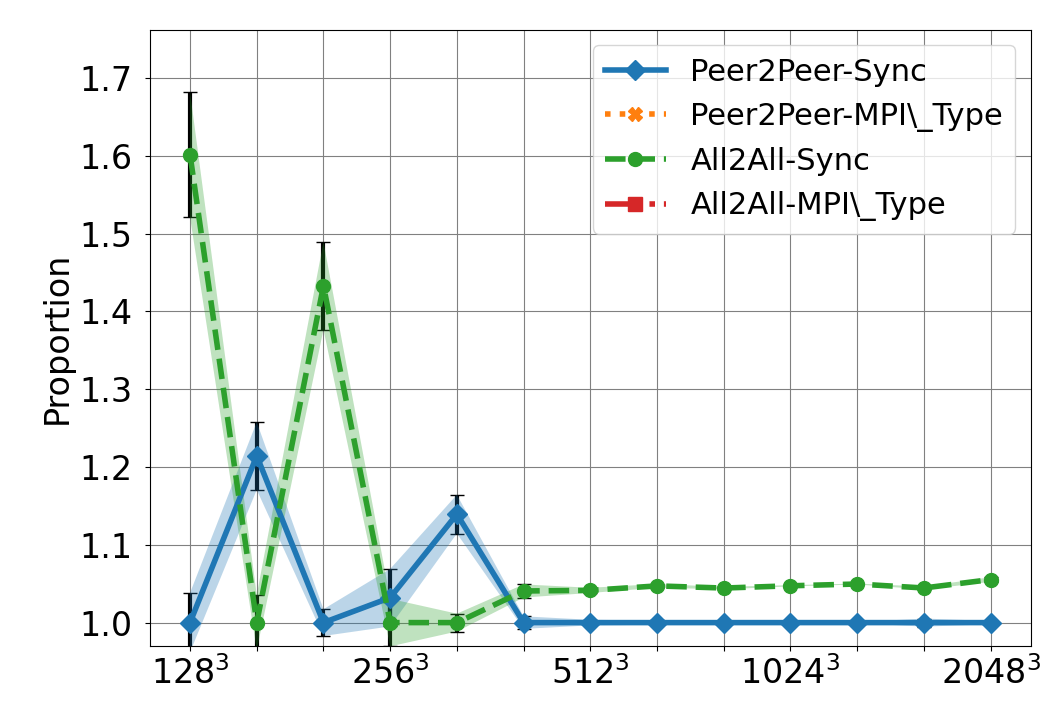 Peer2Peer-Sync
Peer2Peer-MPI\_Type
All2All-Sync
All2All-MPI\_Type
Proportion
1.7
1.6
1.5
1.4
1.3
1.2
1.1
1.0
128³ 256³ 512³ 1024³ 2048³